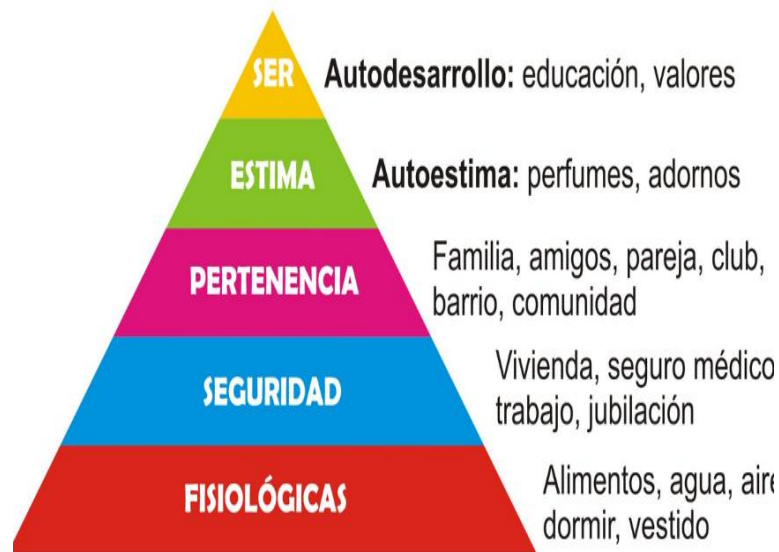 SER
Autodesarrollo: educación, valores
ESTIMA
Autoestima: perfumes, adornos
PERTENENCIA
Familia, amigos, pareja, club,
barrio, comunidad
SEGURIDAD
Vivienda, seguro médico
trabajo, jubilación
FISIOLÓGICAS
Alimentos, agua, aire
dormir, vestido